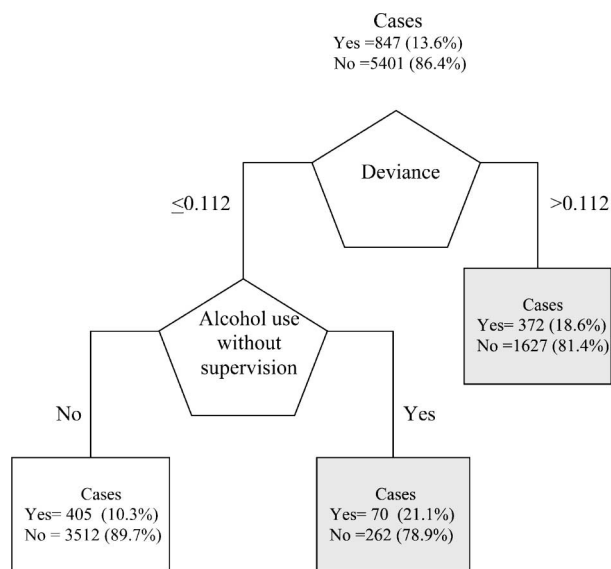 Cases
Yes =847 (13.6%)
No =5401 (86.4%)
Deviance
≤0.112
>0.112
Cases
Yes= 372 (18.6%)
No =1627 (81.4%)
Alcohol use
without
supervision
No
Yes
Cases
Yes= 405 (10.3%)
No = 3512 (89.7%)
Cases
Yes= 70 (21.1%)
No =262 (78.9%)